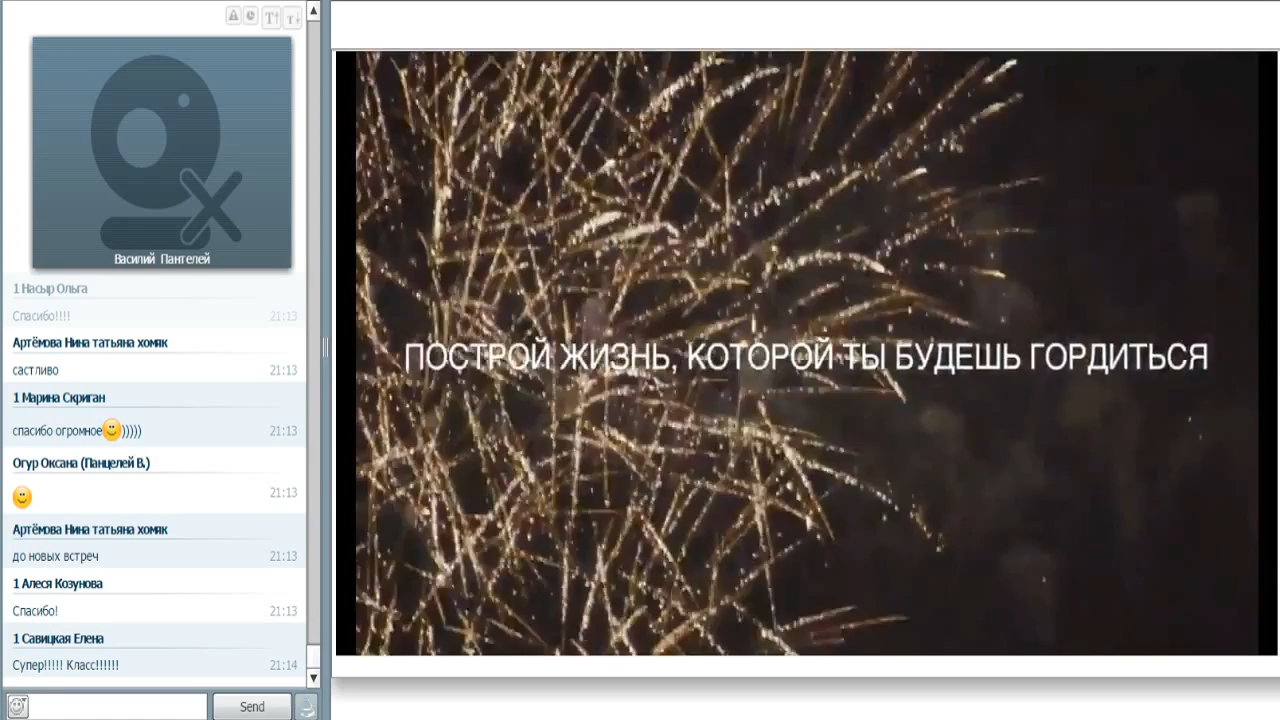 Василий Пантелей
1 Насыр Ольга
Спасибо!!!! 21:13
Артёмова Нина татьяна хомяк
састливо 21:13
1 Марина Скриган
спасибо огромное))))) 21:13
Огур Оксана (Панцелей В.)
21:13
Артёмова Нина татьяна хомяк
до новых встреч 21:13
1 Алеся Козунова
Спасибо! 21:13
1 Савицкая Елена
Супер!!!!! Класс!!!!!! 21:14
Send
ПОСТРОЙ ЖИЗНЬ, КОТОРОЙ ТЫ БУДЕШЬ ГОРДИТЬСЯ